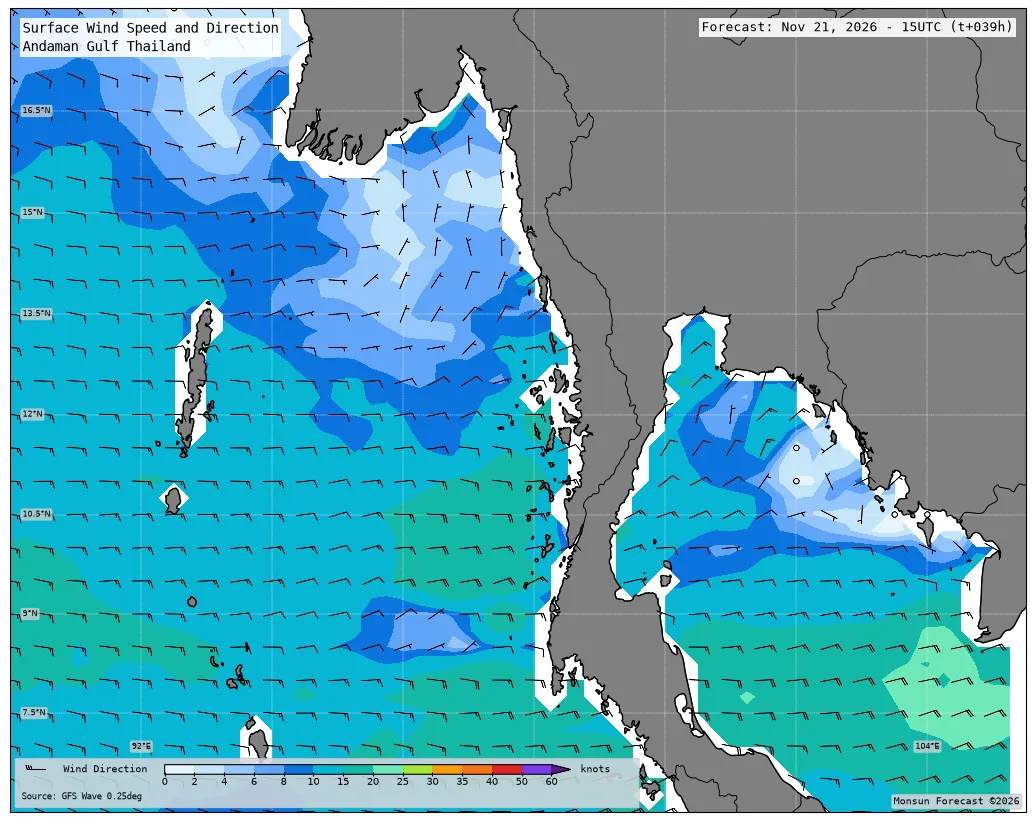 Surface Wind Speed and Direction
Andaman Gulf Thailand
Forecast: Nov 21, 2026 - 15UTC (t+039h)
16.5°N
15°N
13.5°N
12°N
10.5°N
9°N
7.5°N
92°E
104°E
Wind Direction
knots
0 2 4 6 8 10 15 20 25 30 35 40 50 60
Source: GFS Wave 0.25deg
Monsun Forecast ©2026